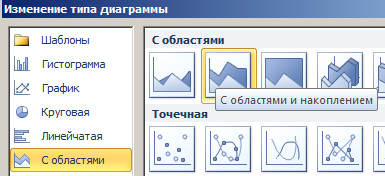 Изменение типа диаграммы
Шаблоны
Гистограмма
График
Круговая
Линейчатая
С областями
С областями
С областями и накоплением
Точечная